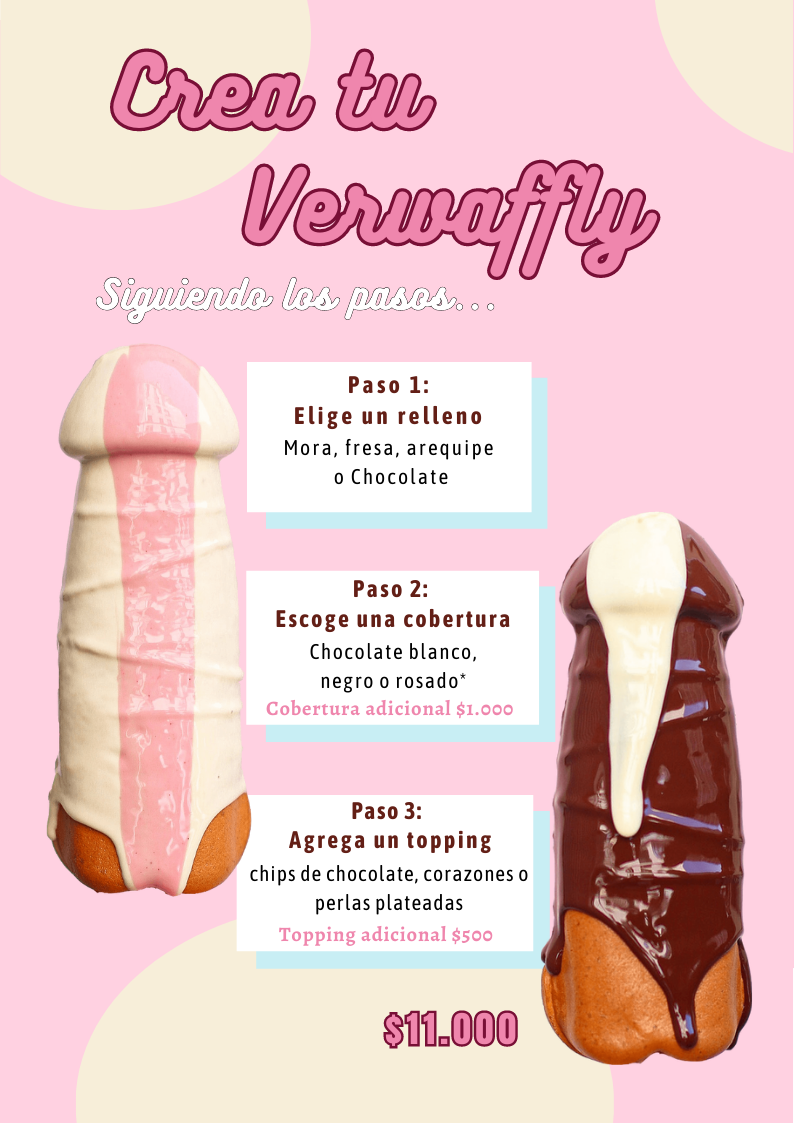 Crea tu
Verwaffly
Siguiendo los pasos...
Paso 1:
Elige un relleno
Mora, fresa, arequipe
o Chocolate
Paso 2:
Escoge una cobertura
Chocolate blanco,
negro o rosado*
Cobertura adicional $1.000
Paso 3:
Agrega un topping
chips de chocolate, corazones o
perlas plateadas
Topping adicional $500
$11.000